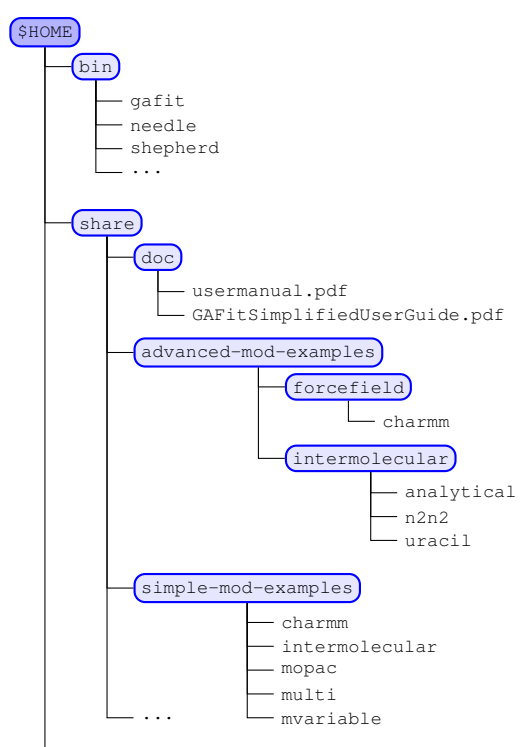 $HOME
bin
gafit
needle
shepherd
...
share
doc
usermanual.pdf
GAFitSimplifiedUserGuide.pdf
advanced-mod-examples
forcefield
charmm
intermolecular
analytical
n2n2
uracil
simple-mod-examples
charmm
intermolecular
mopac
multi
mvariable
...